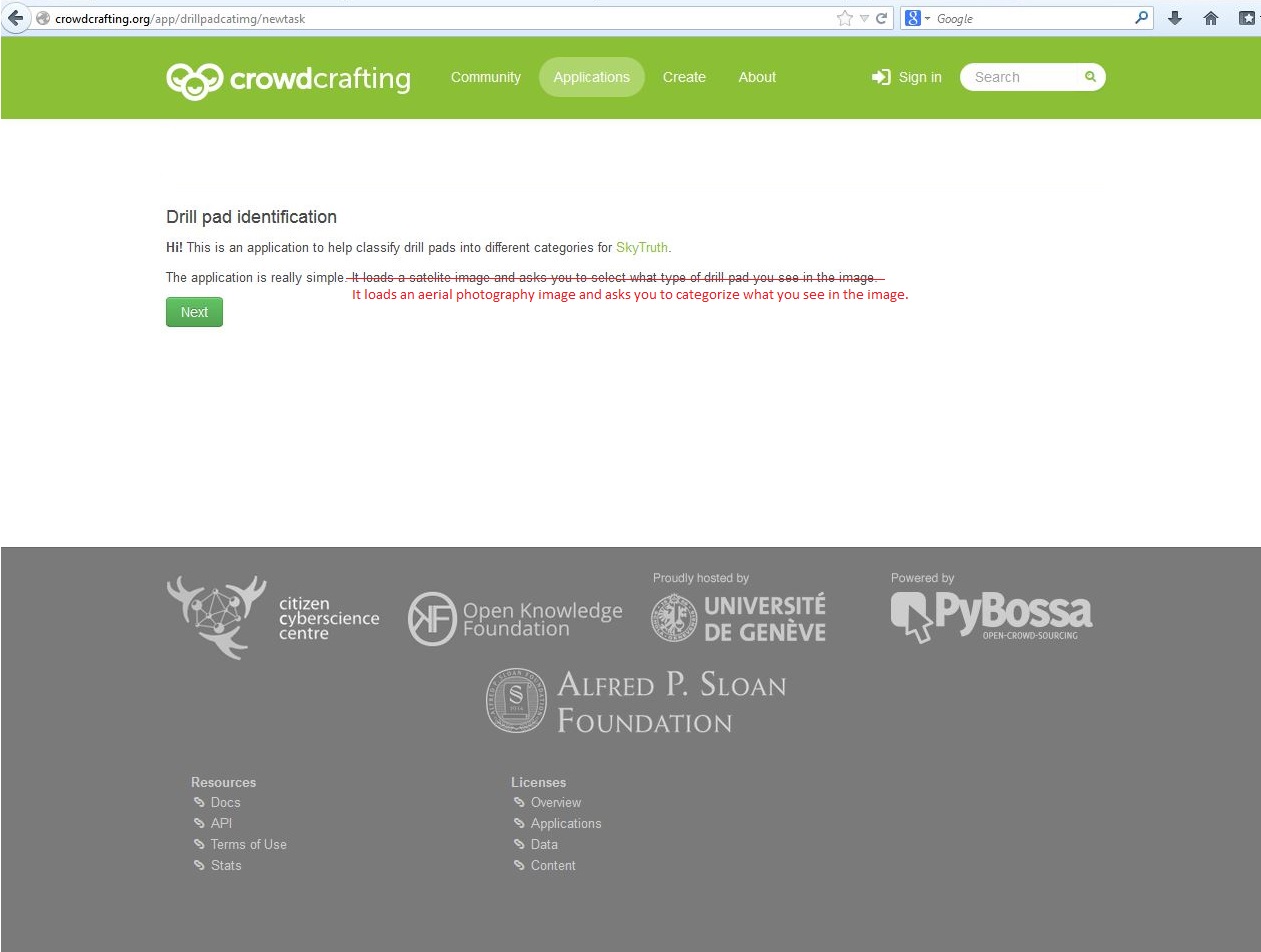 crowdcrafting.org/app/drillpadcatimg/newtask
Google
crowdcrafting
Community
Applications
Create
About
Sign in
Search
Drill pad identification
Hi! This is an application to help classify drill pads into different categories for SkyTruth.
The application is really simple. It loads a satelite image and asks you to select what type of drill pad you see in the image.
It loads an aerial photography image and asks you to categorize what you see in the image.
Next
citizen
cyberscience
centre
Open Knowledge
Foundation
Proudly hosted by
UNIVERSITÉ
DE GENÈVE
Powered by
PyBossa
OPEN-CROWD-SOURCING
ALFRED P. SLOAN
FOUNDATION
Resources
Docs
API
Terms of Use
Stats
Licenses
Overview
Applications
Data
Content